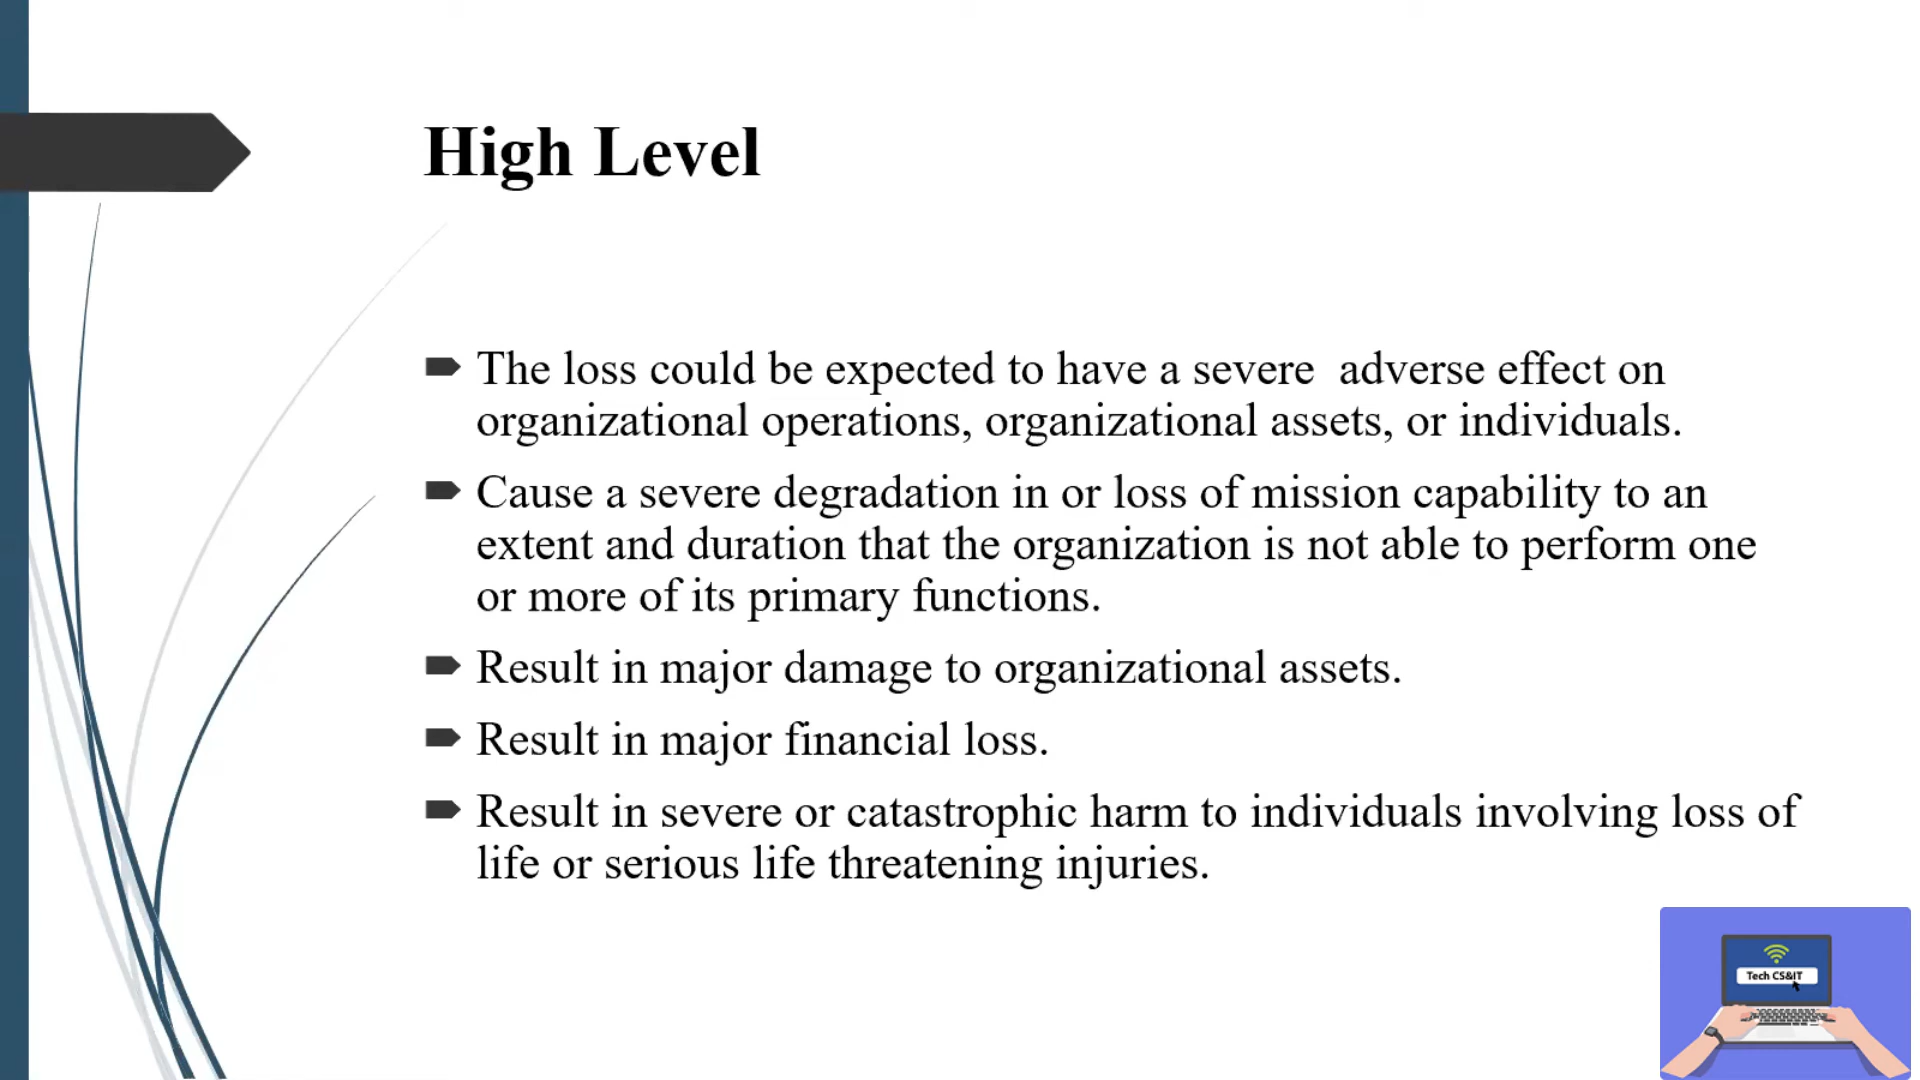 High Level
The loss could be expected to have a severe  adverse effect on
organizational operations, organizational assets, or individuals.
Cause a severe degradation in or loss of mission capability to an
extent and duration that the organization is not able to perform one
or more of its primary functions.
Result in major damage to organizational assets.
Result in major financial loss.
Result in severe or catastrophic harm to individuals involving loss of
life or serious life threatening injuries.
Tech CS&IT